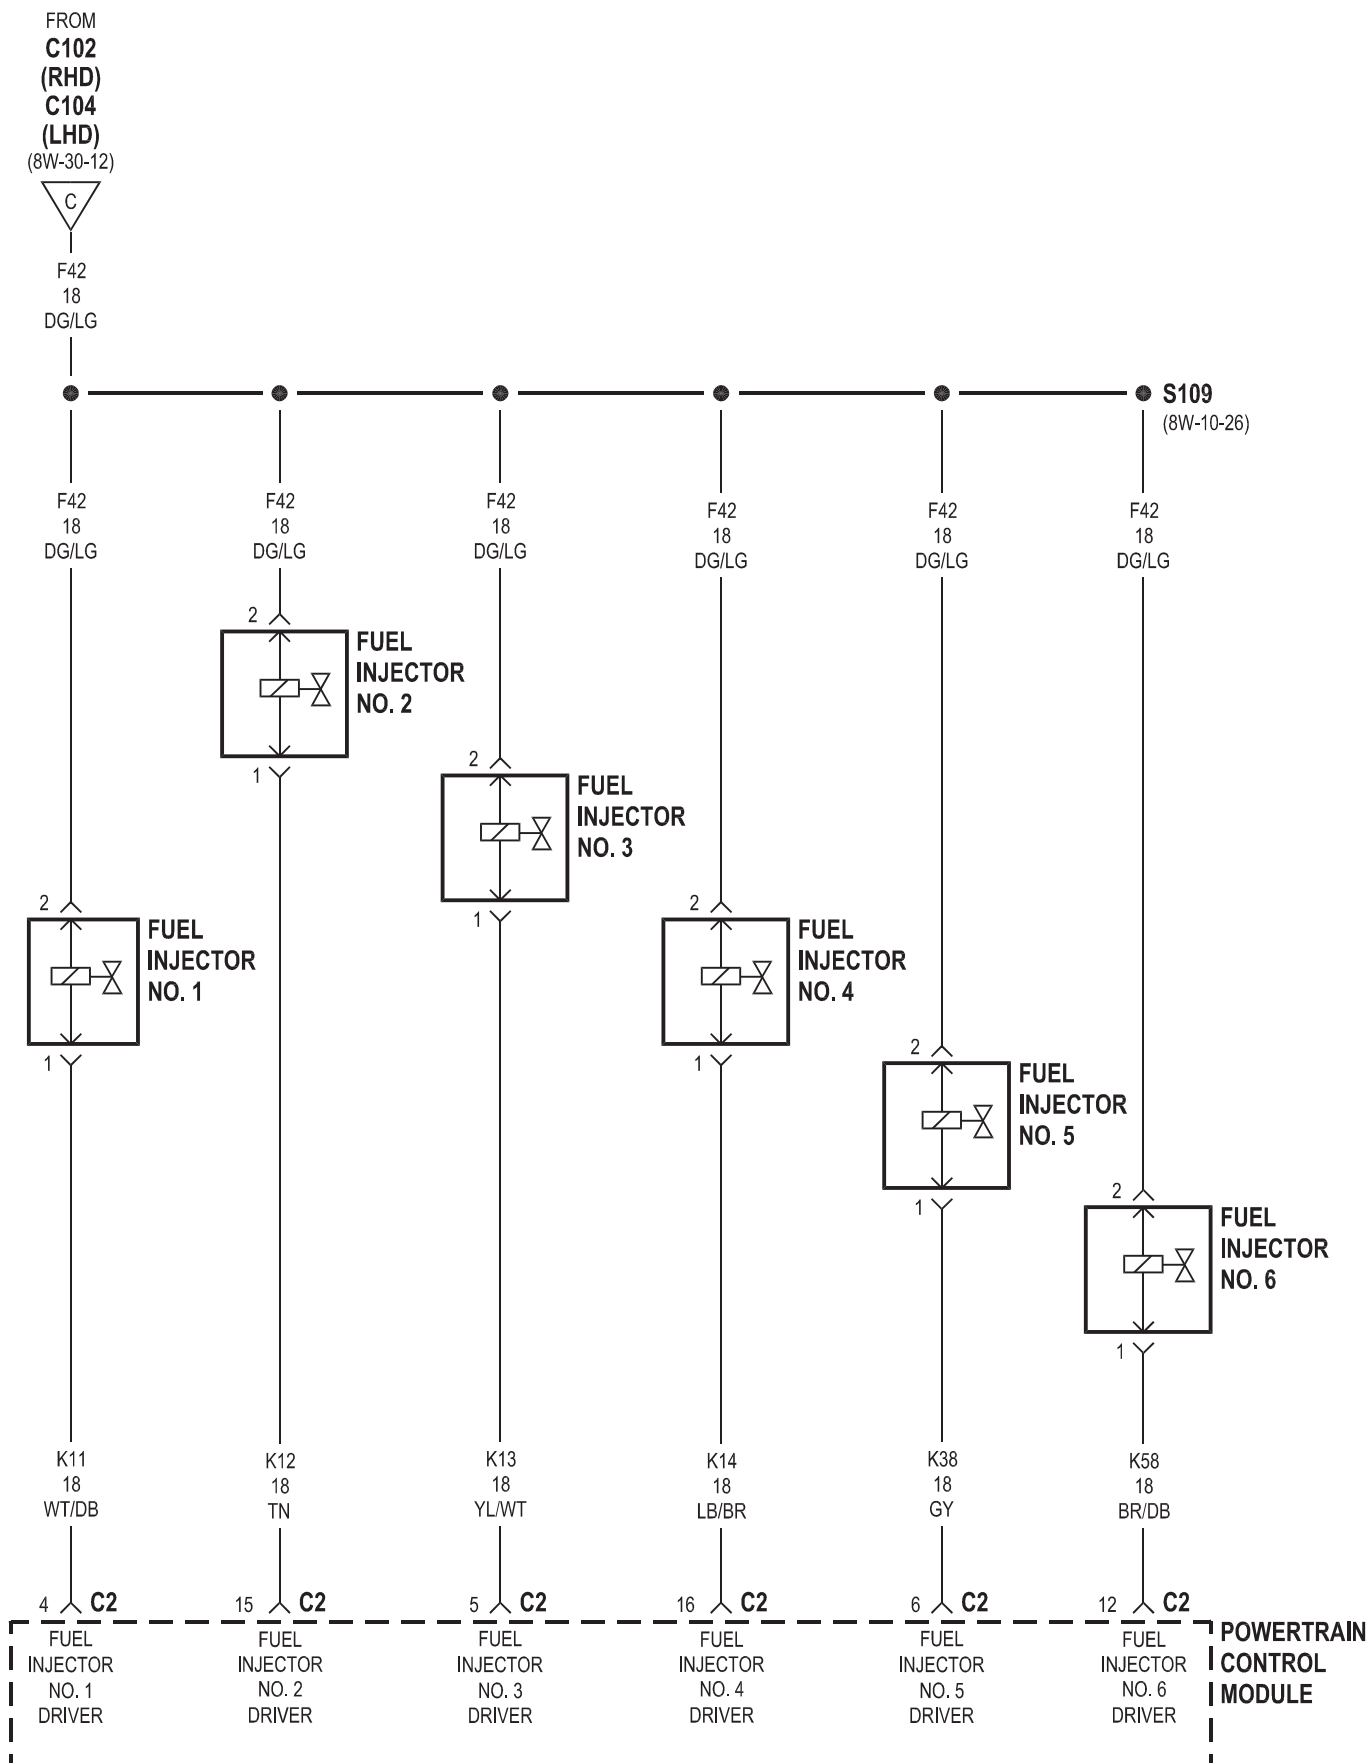 FROM
C102
(RHD)
C104
(LHD)
(8W-30-12)
C
F42
18
DG/LG
S109
(8W-10-26)
F42
18
DG/LG
F42
18
DG/LG
F42
18
DG/LG
F42
18
DG/LG
F42
18
DG/LG
F42
18
DG/LG
2
FUEL
INJECTOR
NO. 2
1
2
FUEL
INJECTOR
NO. 3
1
2
FUEL
INJECTOR
NO. 1
1
2
FUEL
INJECTOR
NO. 4
1
2
FUEL
INJECTOR
NO. 5
1
2
FUEL
INJECTOR
NO. 6
1
K11
18
WT/DB
K12
18
TN
K13
18
YL/WT
K14
18
LB/BR
K38
18
GY
K58
18
BR/DB
4 C2
15 C2
5 C2
16 C2
6 C2
12 C2
FUEL
INJECTOR
NO. 1
DRIVER
FUEL
INJECTOR
NO. 2
DRIVER
FUEL
INJECTOR
NO. 3
DRIVER
FUEL
INJECTOR
NO. 4
DRIVER
FUEL
INJECTOR
NO. 5
DRIVER
FUEL
INJECTOR
NO. 6
DRIVER
POWERTRAIN
CONTROL
MODULE